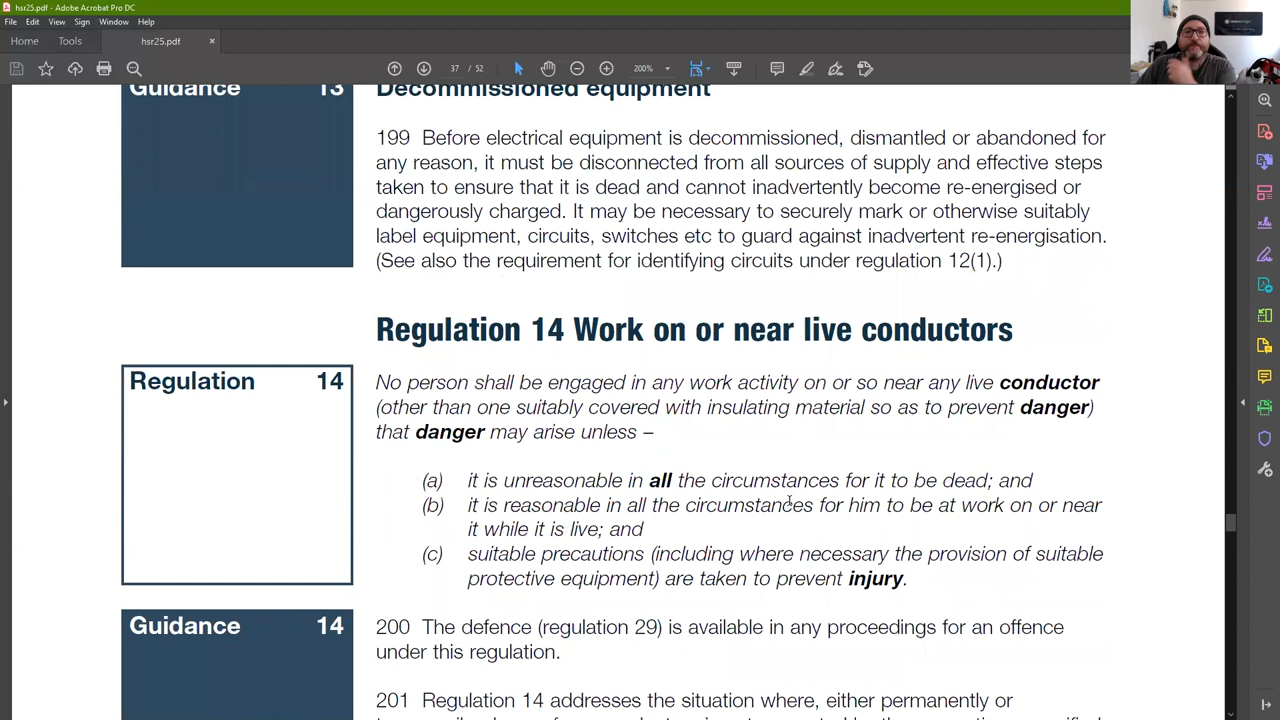 hsr25.pdf - Adobe Acrobat Pro DC
File Edit View Sign Window Help
Home Tools hsr25.pdf ×
37 / 52 200%
Guidance 13
Decommissioned equipment
199 Before electrical equipment is decommissioned, dismantled or abandoned for
any reason, it must be disconnected from all sources of supply and effective steps
taken to ensure that it is dead and cannot inadvertently become re-energised or
dangerously charged. It may be necessary to securely mark or otherwise suitably
label equipment, circuits, switches etc to guard against inadvertent re-energisation.
(See also the requirement for identifying circuits under regulation 12(1).)
Regulation 14 Work on or near live conductors
Regulation 14
No person shall be engaged in any work activity on or so near any live conductor
(other than one suitably covered with insulating material so as to prevent danger)
that danger may arise unless –
(a) it is unreasonable in all the circumstances for it to be dead; and
(b) it is reasonable in all the circumstances for him to be at work on or near
it while it is live; and
(c) suitable precautions (including where necessary the provision of suitable
protective equipment) are taken to prevent injury.
Guidance 14
200 The defence (regulation 29) is available in any proceedings for an offence
under this regulation.
201 Regulation 14 addresses the situation where, either permanently or